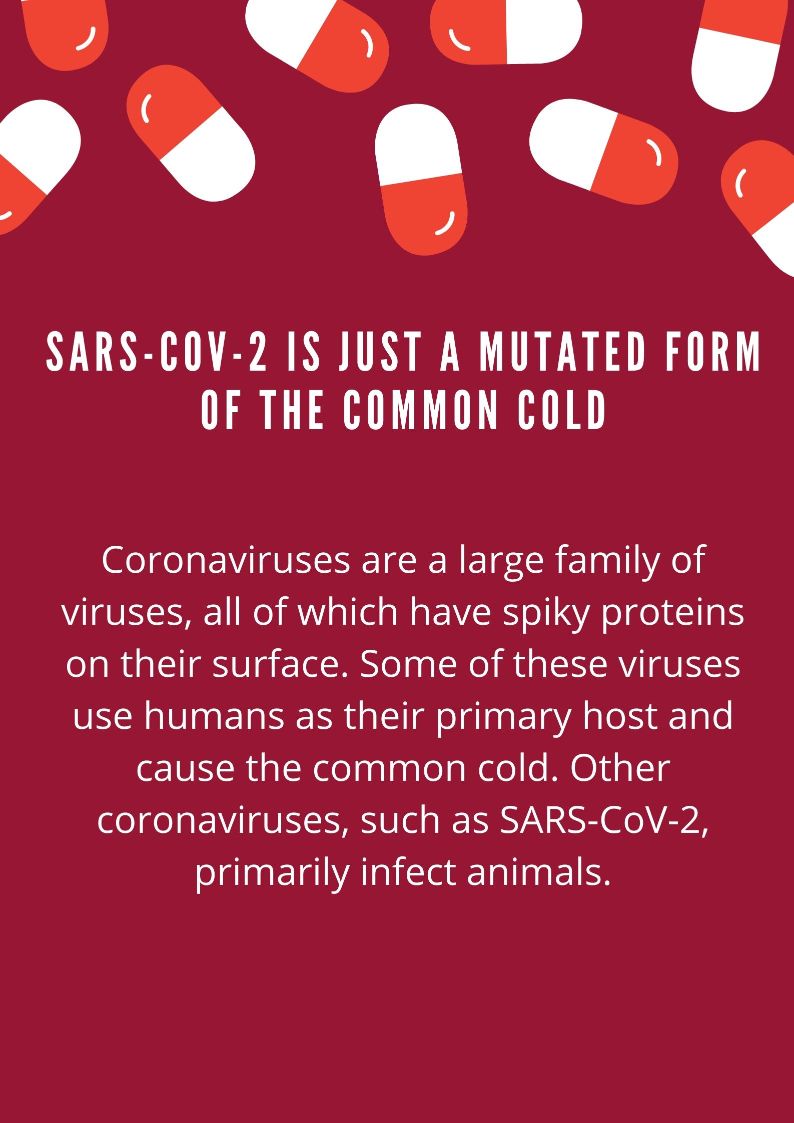 SARS-COV-2 IS JUST A MUTATED FORM
OF THE COMMON COLD
Coronaviruses are a large family of
viruses, all of which have spiky proteins
on their surface. Some of these viruses
use humans as their primary host and
cause the common cold. Other
coronaviruses, such as SARS-CoV-2,
primarily infect animals.